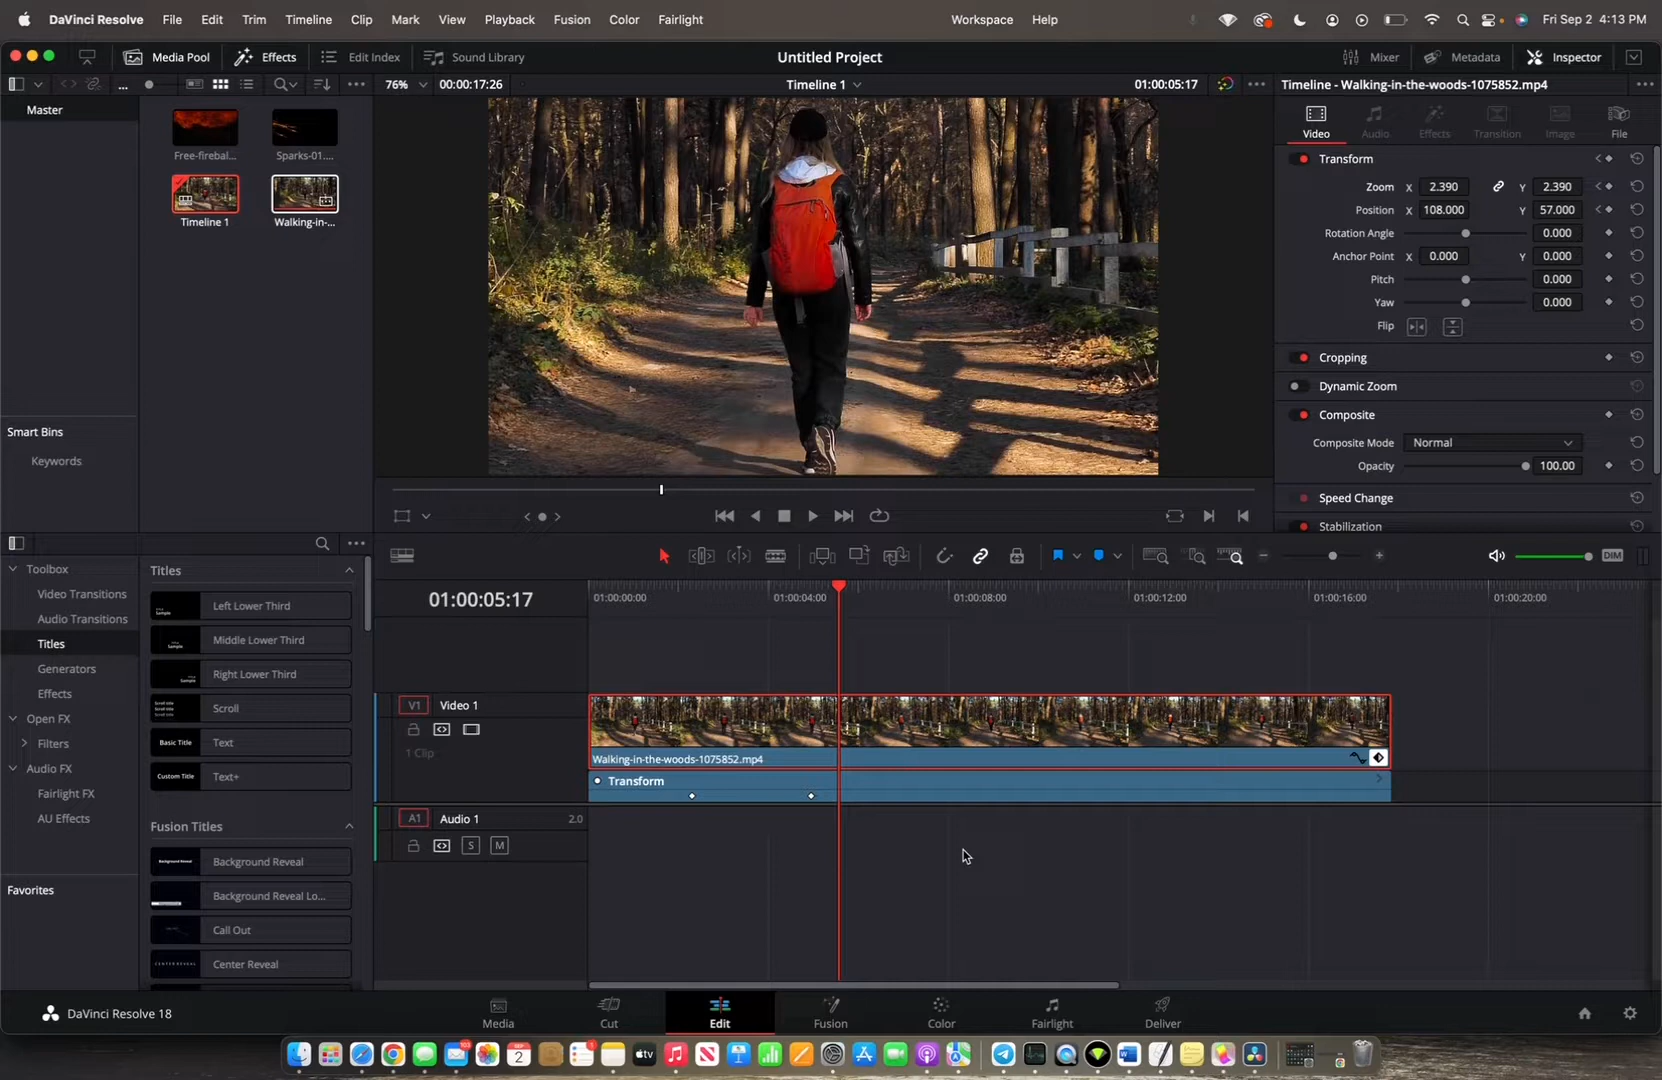 DaVinci Resolve File Edit Trim Timeline Clip Mark View Playback Fusion Color Fairlight Workspace Help Fri Sep 2 4:13 PM
Media Pool Effects Edit Index Sound Library Untitled Project Mixer Metadata Inspector
... 76% 00:00:17:26 Timeline 1 01:00:05:17 Timeline - Walking-in-the-woods-1075852.mp4
Master
Free-firebal...
Sparks-01....
Timeline 1
Walking-in-...
Video Audio Effects Transition Image File
Transform
Zoom X 2.390 Y 2.390
Position X 108.000 Y 57.000
Rotation Angle 0.000
Anchor Point X 0.000 Y 0.000
Pitch 0.000
Yaw 0.000
Flip
Cropping
Dynamic Zoom
Composite
Composite Mode Normal
Opacity 100.00
Speed Change
Stabilization
Smart Bins
Keywords
Toolbox
Video Transitions
Audio Transitions
Titles
Generators
Effects
Open FX
Filters
Audio FX
Fairlight FX
AU Effects
Favorites
Titles
Left Lower Third
Middle Lower Third
Right Lower Third
Scroll
Basic Title Text
Custom Title Text+
Fusion Titles
Background Reveal Background Reveal
Background Reveal Lo...
Call Out
CENTER REVEAL Center Reveal
DIM
01:00:05:17
01:00:00:00 01:00:04:00 01:00:08:00 01:00:12:00 01:00:16:00 01:00:20:00
V1 Video 1
1 Clip
Walking-in-the-woods-1075852.mp4
Transform
A1 Audio 1 2.0
S M
DaVinci Resolve 18
Media Cut Edit Fusion Color Fairlight Deliver